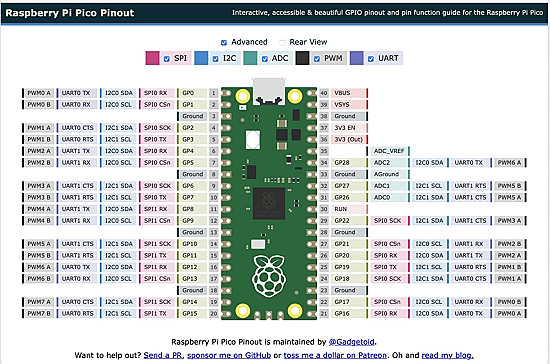 Raspberry Pi Pico Pinout Interactive, accessible & beautiful GPIO pinout and pin function guide for the Raspberry Pi Pico
Advanced Rear View
SPI I2C ADC PWM UART
PWM0 A UART0 TX I2C0 SDA SPI0 RX GP0 1 40 VBUS
PWM0 B UART0 RX I2C0 SCL SPI0 CSn GP1 2 39 VSYS
Ground 3 38 Ground
PWM1 A UART0 CTS I2C1 SDA SPI0 SCK GP2 4 37 3V3 EN
PWM1 B UART0 RTS I2C1 SCL SPI0 TX GP3 5 36 3V3 (Out)
PWM2 A UART1 TX I2C0 SDA SPI0 RX GP4 6 35 ADC_VREF
PWM2 B UART1 RX I2C0 SCL SPI0 CSn GP5 7 34 GP28 ADC2 I2C0 SDA UART0 TX PWM6 A
Ground 8 33 Ground AGround
PWM3 A UART1 CTS I2C1 SDA SPI0 SCK GP6 9 32 GP27 ADC1 I2C1 SCL UART1 RTS PWM5 B
PWM3 B UART1 RTS I2C1 SCL SPI0 TX GP7 10 31 GP26 ADC0 I2C1 SDA UART1 CTS PWM5 A
PWM4 A UART1 TX I2C0 SDA SPI1 RX GP8 11 30 RUN
PWM4 B UART1 RX I2C0 SCL SPI1 CSn GP9 12 29 GP22 SPI0 SCK I2C1 SDA UART1 CTS PWM3 A
Ground 13 28 Ground
PWM5 A UART1 CTS I2C1 SDA SPI1 SCK GP10 14 27 GP21 SPI0 CSn I2C0 SCL UART1 RX PWM2 B
PWM5 B UART1 RTS I2C1 SCL SPI1 TX GP11 15 26 GP20 SPI0 RX I2C0 SDA UART1 TX PWM2 A
PWM6 A UART0 TX I2C0 SDA SPI1 RX GP12 16 25 GP19 SPI0 TX I2C1 SCL UART0 RTS PWM1 B
PWM6 B UART0 RX I2C0 SCL SPI1 CSn GP13 17 24 GP18 SPI0 SCK I2C1 SDA UART0 CTS PWM1 A
Ground 18 23 Ground
PWM7 A UART0 CTS I2C1 SDA SPI1 SCK GP14 19 22 GP17 SPI0 CSn I2C0 SCL UART0 RX PWM0 B
PWM7 B UART0 RTS I2C1 SCL SPI1 TX GP15 20 21 GP16 SPI0 RX I2C0 SDA UART0 TX PWM0 A
Raspberry Pi Pico Pinout is maintained by @Gadgetoid.
Want to help out? Send a PR, sponsor me on GitHub or toss me a dollar on Patreon. Oh and read my blog.